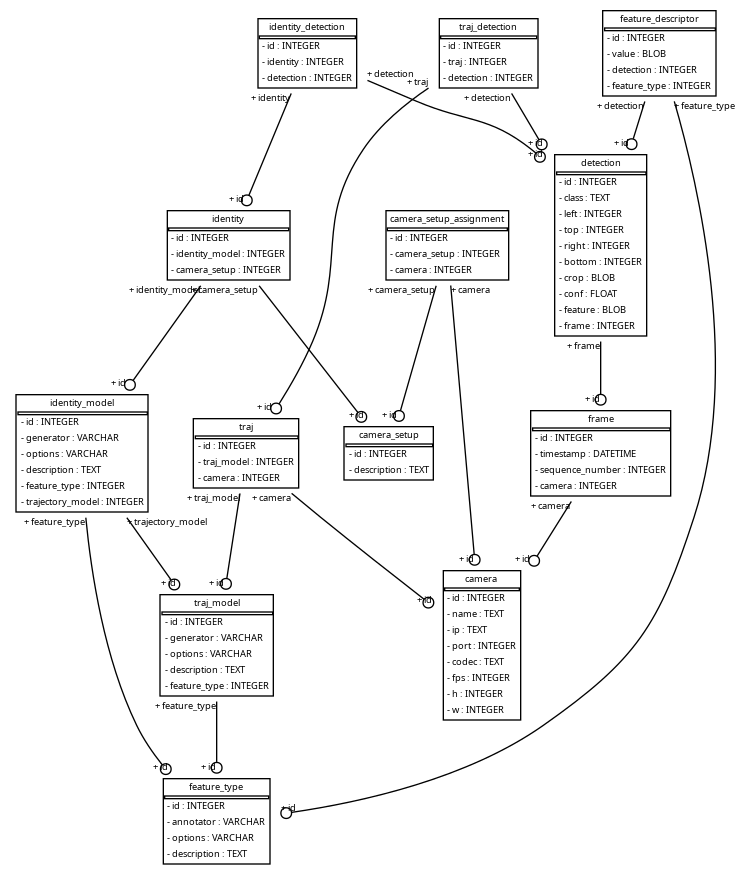 identity_detection
- id : INTEGER
- identity : INTEGER
- detection : INTEGER
traj_detection
- id : INTEGER
- traj : INTEGER
- detection : INTEGER
feature_descriptor
- id : INTEGER
- value : BLOB
- detection : INTEGER
- feature_type : INTEGER
+ identity
+ detection
+ traj
+ detection
+ detection
+ feature_type
+ id
+ id
+ id
+ id
detection
- id : INTEGER
- class : TEXT
- left : INTEGER
- top : INTEGER
- right : INTEGER
- bottom : INTEGER
- crop : BLOB
- conf : FLOAT
- feature : BLOB
- frame : INTEGER
identity
- id : INTEGER
- identity_model : INTEGER
- camera_setup : INTEGER
camera_setup_assignment
- id : INTEGER
- camera_setup : INTEGER
- camera : INTEGER
+ identity_model
+ camera_setup
+ camera_setup
+ camera
+ frame
+ id
+ id
+ id
+ id
+ id
identity_model
- id : INTEGER
- generator : VARCHAR
- options : VARCHAR
- description : TEXT
- feature_type : INTEGER
- trajectory_model : INTEGER
traj
- id : INTEGER
- traj_model : INTEGER
- camera : INTEGER
camera_setup
- id : INTEGER
- description : TEXT
frame
- id : INTEGER
- timestamp : DATETIME
- sequence_number : INTEGER
- camera : INTEGER
+ feature_type
+ trajectory_model
+ traj_model
+ camera
+ camera
+ id
+ id
+ id
+ id
+ id
traj_model
- id : INTEGER
- generator : VARCHAR
- options : VARCHAR
- description : TEXT
- feature_type : INTEGER
camera
- id : INTEGER
- name : TEXT
- ip : TEXT
- port : INTEGER
- codec : TEXT
- fps : INTEGER
- h : INTEGER
- w : INTEGER
+ feature_type
+ id
+ id
+ id
feature_type
- id : INTEGER
- annotator : VARCHAR
- options : VARCHAR
- description : TEXT